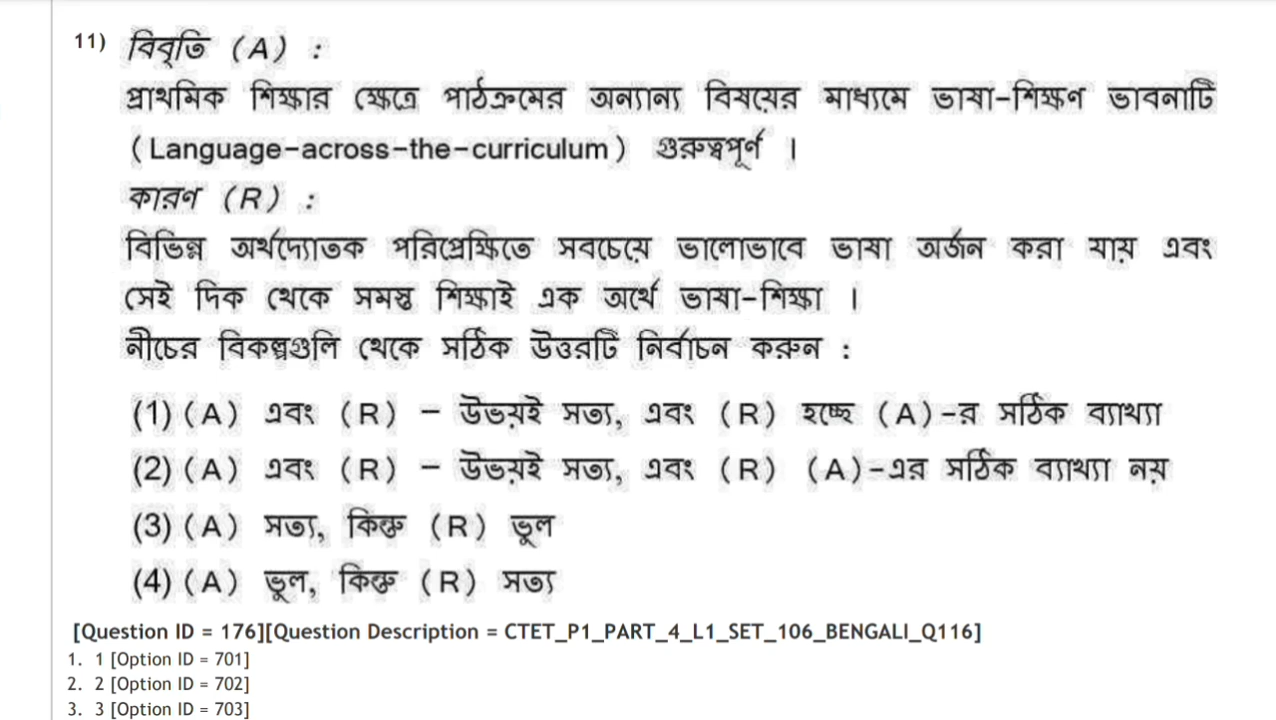 11) বিবৃতি (A) :
প্রাথমিক শিক্ষার ক্ষেত্রে পাঠক্রমের অন্যান্য বিষয়ের মাধ্যমে ভাষা-শিক্ষণ ভাবনাটি
(Language-across-the-curriculum) গুরুত্বপূর্ণ ।
কারণ (R) :
বিভিন্ন অর্থদ্যোতক পরিপ্রেক্ষিতে সবচেয়ে ভালোভাবে ভাষা অর্জন করা যায় এবং
সেই দিক থেকে সমস্ত শিক্ষাই এক অর্থে ভাষা-শিক্ষা ।
নীচের বিকল্পগুলি থেকে সঠিক উত্তরটি নির্বাচন করুন :
(1) (A) এবং (R) – উভয়ই সত্য, এবং (R) হচ্ছে (A)-র সঠিক ব্যাখ্যা
(2) (A) এবং (R) – উভয়ই সত্য, এবং (R) (A)-এর সঠিক ব্যাখ্যা নয়
(3) (A) সত্য, কিন্তু (R) ভুল
(4) (A) ভুল, কিন্তু (R) সত্য
[Question ID = 176][Question Description = CTET_P1_PART_4_L1_SET_106_BENGALI_Q116]
1. 1 [Option ID = 701]
2. 2 [Option ID = 702]
3. 3 [Option ID = 703]